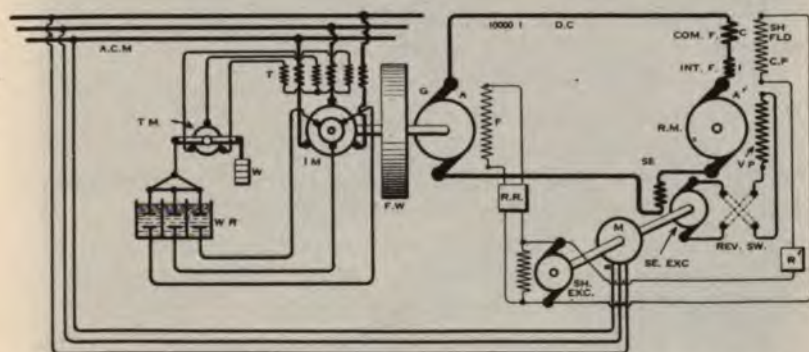 10000 I D.C
A.C.M
COM. F. C
SH FLD
C.P
INT. F. I
T
G A
A'
T M.
F
R.M.
I M
V P
W
SE
R.R.
F.W
W R
M
REV. SW.
R'
SE. EXC
SH. EXC.